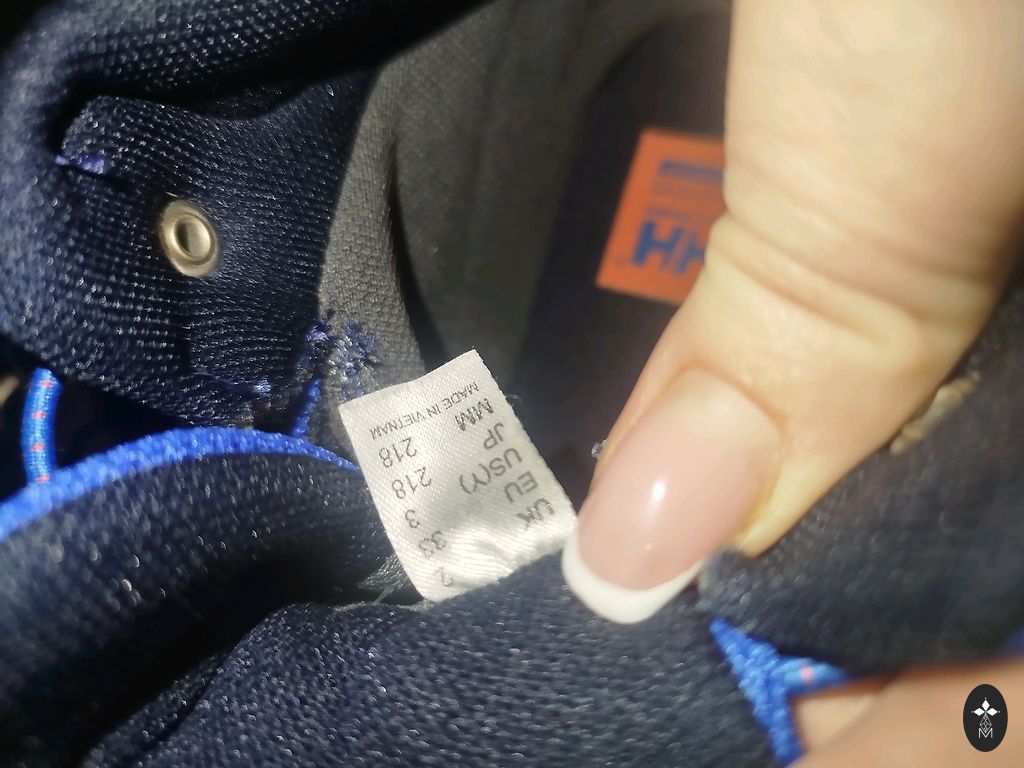 UK 2
EU 33
US(Y) 3
JP 218
MM 218
MADE IN VIETNAM
HH
M